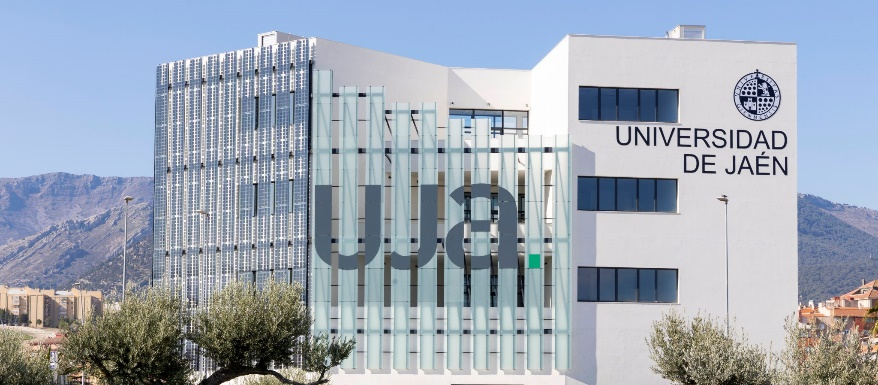 uja.
UNIVERSIDAD
DE JAÉN